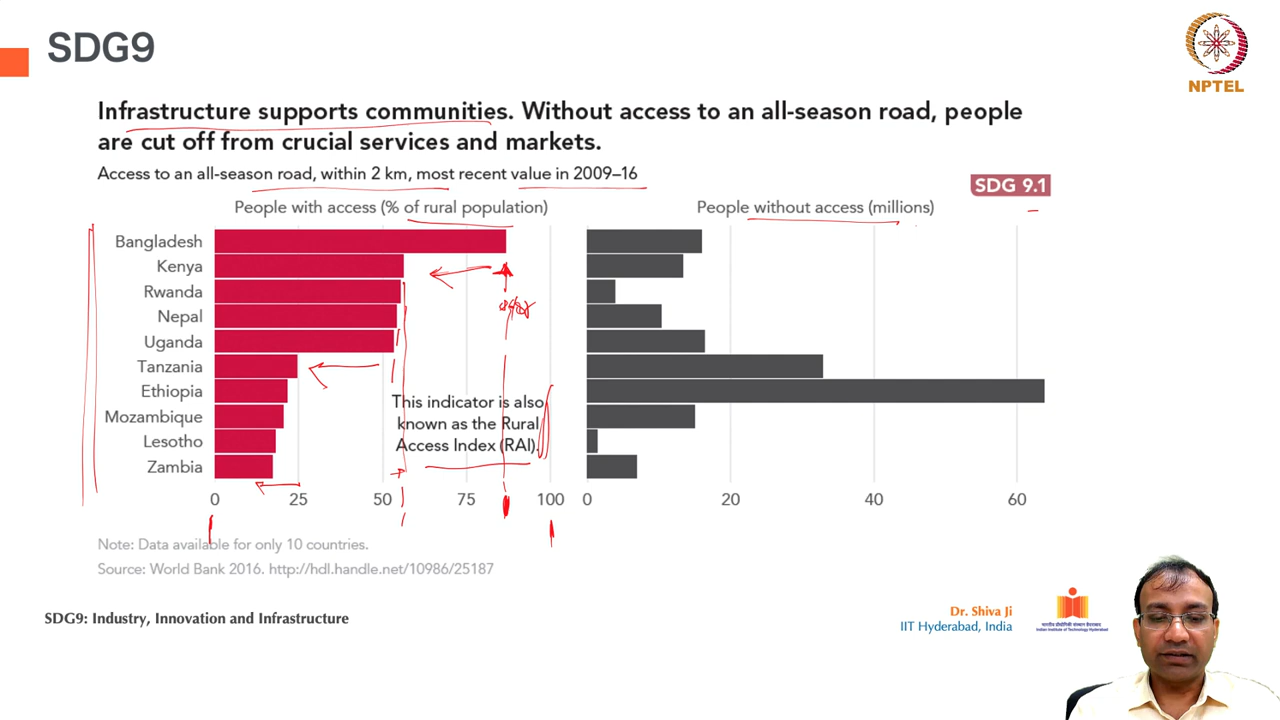 SDG9
NPTEL
Infrastructure supports communities. Without access to an all-season road, people
are cut off from crucial services and markets.
Access to an all-season road, within 2 km, most recent value in 2009–16
SDG 9.1
People with access (% of rural population)
People without access (millions)
Bangladesh
Kenya
Rwanda
Nepal
Uganda
Tanzania
Ethiopia
Mozambique
Lesotho
Zambia
This indicator is also
known as the Rural
Access Index (RAI).
0 25 50 75 100
0 20 40 60
Note: Data available for only 10 countries.
Source: World Bank 2016. http://hdl.handle.net/10986/25187
SDG9: Industry, Innovation and Infrastructure
Dr. Shiva Ji
IIT Hyderabad, India
Indian Institute of Technology Hyderabad